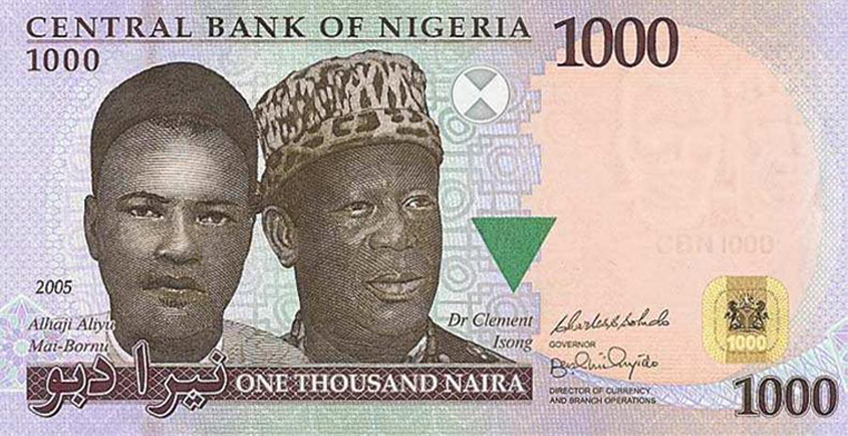 CENTRAL BANK OF NIGERIA
1000
1000
CBN 1000
2005
Alhaji Aliyu
Mai-Bornu
Dr Clement
Isong
GOVERNOR
1000
DIRECTOR OF CURRENCY
AND BRANCH OPERATIONS
نيرا دبو ONE THOUSAND NAIRA
1000